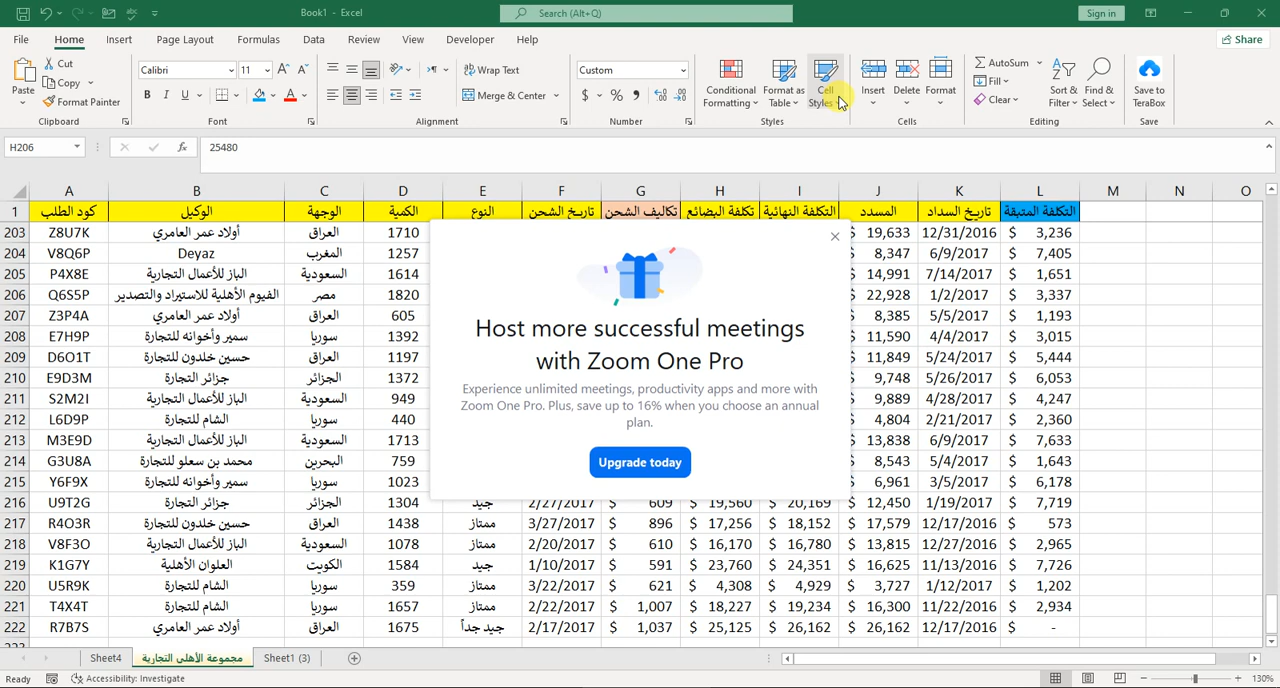 Book1 - Excel
Search (Alt+Q)
Sign in
File Home Insert Page Layout Formulas Data Review View Developer Help
Share
Paste
Cut
Copy
Format Painter
Clipboard
Calibri 11
B I U
Font
Wrap Text
Merge & Center
Alignment
Custom
$ % ,
Number
Conditional Formatting
Format as Table
Cell Styles
Styles
Insert Delete Format
Cells
AutoSum
Fill
Clear
Sort & Filter
Find & Select
Editing
Save to TeraBox
Save
H206 fx 25480
A B C D E F G H I J K L M N O
1 كود الطلب الوكيل الوجهة الكمية النوع تاريخ الشحن تكاليف الشحن تكلفة البضائع التكلفة النهائية المسدد تاريخ السداد التكلفة المتبقة
203 Z8U7K أولاد عمر العامري العراق 1710 $ 19,633 12/31/2016 $ 3,236
204 V8Q6P Deyaz المغرب 1257 $ 8,347 6/9/2017 $ 7,405
205 P4X8E الباز للأعمال التجارية السعودية 1614 $ 14,991 7/14/2017 $ 1,651
206 Q6S5P الفيوم الأهلية للاستيراد والتصدير مصر 1820 $ 22,928 1/2/2017 $ 3,337
207 Z3P4A أولاد عمر العامري العراق 605 $ 8,385 5/5/2017 $ 1,193
208 E7H9P سمير وأخوانه للتجارة سوريا 1392 $ 11,590 4/4/2017 $ 3,015
209 D6O1T حسين خلدون للتجارة العراق 1197 $ 11,849 5/24/2017 $ 5,444
210 E9D3M جزائر التجارة الجزائر 1372 $ 9,748 5/26/2017 $ 6,053
211 S2M2I الباز للأعمال التجارية السعودية 949 $ 9,889 4/28/2017 $ 4,247
212 L6D9P الشام للتجارة سوريا 440 $ 4,804 2/21/2017 $ 2,360
213 M3E9D الباز للأعمال التجارية السعودية 1713 $ 13,838 6/9/2017 $ 7,633
214 G3U8A محمد بن سعلو للتجارة البحرين 759 $ 8,543 5/4/2017 $ 1,643
215 Y6F9X سمير وأخوانه للتجارة سوريا 1023 $ 6,961 3/5/2017 $ 6,178
216 U9T2G جزائر التجارة الجزائر 1304 جيد 2/27/2017 $ 609 $ 19,560 $ 20,169 $ 12,450 1/19/2017 $ 7,719
217 R4O3R حسين خلدون للتجارة العراق 1438 ممتاز 3/27/2017 $ 896 $ 17,256 $ 18,152 $ 17,579 12/17/2016 $ 573
218 V8F3O الباز للأعمال التجارية السعودية 1078 ممتاز 2/20/2017 $ 610 $ 16,170 $ 16,780 $ 13,815 12/27/2016 $ 2,965
219 K1G7Y العلوان الأهلية الكويت 1584 جيد 1/10/2017 $ 591 $ 23,760 $ 24,351 $ 16,625 11/13/2016 $ 7,726
220 U5R9K الشام للتجارة سوريا 359 ممتاز 3/22/2017 $ 621 $ 4,308 $ 4,929 $ 3,727 1/12/2017 $ 1,202
221 T4X4T الشام للتجارة سوريا 1657 ممتاز 2/22/2017 $ 1,007 $ 18,227 $ 19,234 $ 16,300 11/22/2016 $ 2,934
222 R7B7S أولاد عمر العامري العراق 1675 جيد جداً 2/17/2017 $ 1,037 $ 25,125 $ 26,162 $ 26,162 12/17/2016 $ -
Host more successful meetings
with Zoom One Pro
Experience unlimited meetings, productivity apps and more with
Zoom One Pro. Plus, save up to 16% when you choose an annual
plan.
Upgrade today
Sheet4 مجموعة الأهلي التجارية Sheet1 (3)
Ready Accessibility: Investigate 130%